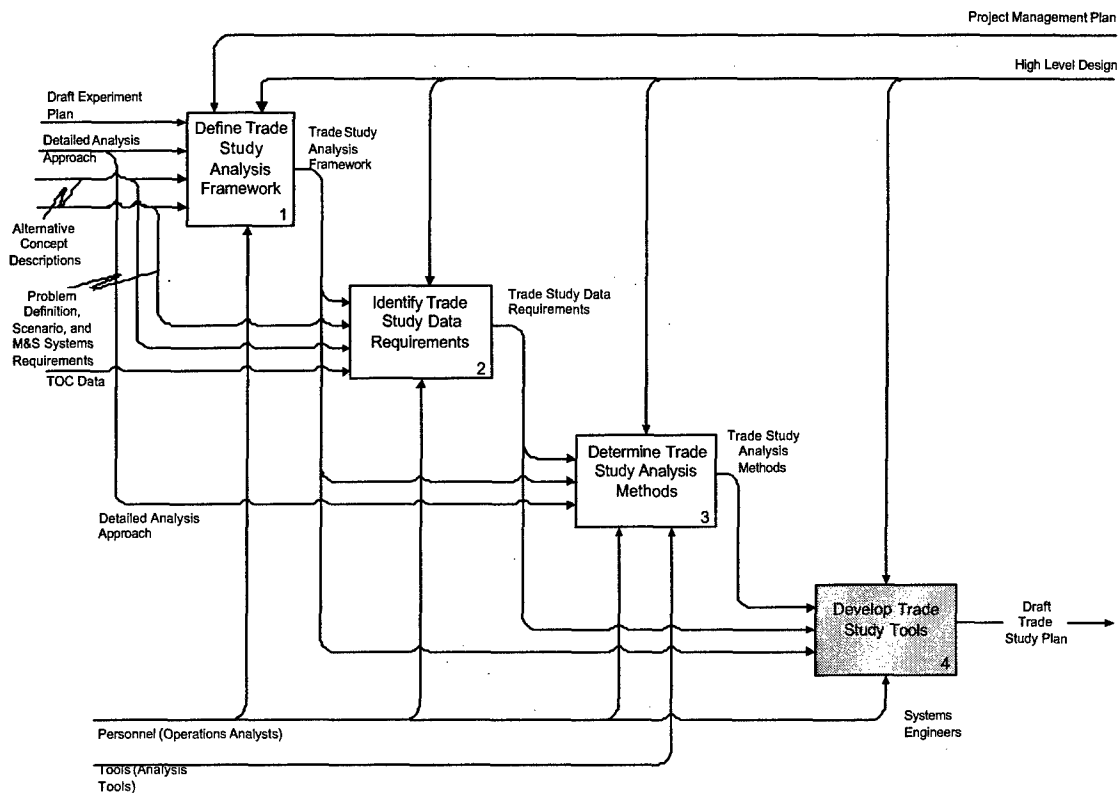 Project Management Plan
High Level Design
Draft Experiment
Plan
Detailed Analysis
Approach
Alternative
Concept
Descriptions
Problem
Definition,
Scenario, and
M&S Systems
Requirements
TOC Data
Define Trade
Study
Analysis
Framework
1
Trade Study
Analysis
Framework
Identify Trade
Study Data
Requirements
2
Trade Study Data
Requirements
Determine Trade
Study Analysis
Methods
3
Trade Study
Analysis
Methods
Detailed Analysis
Approach
Develop Trade
Study Tools
4
Draft
Trade
Study Plan
Systems
Engineers
Personnel (Operations Analysts)
Tools (Analysis
Tools)